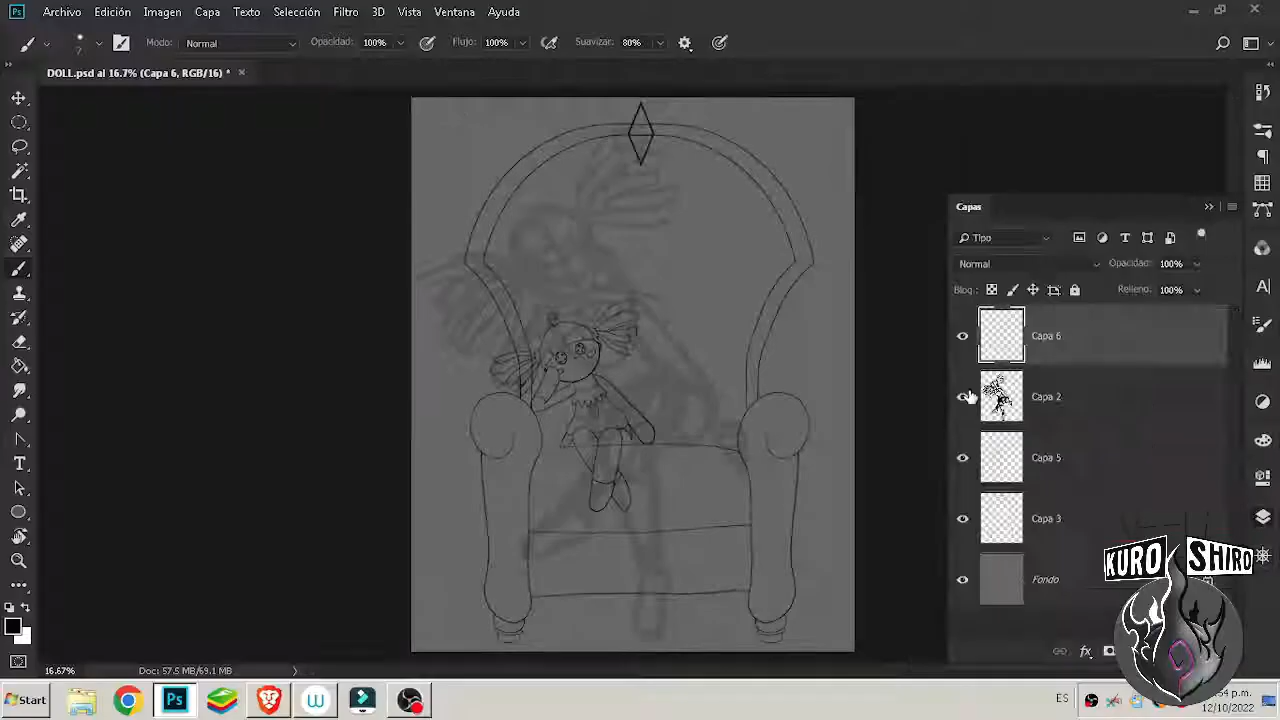 Ps Archivo Edición Imagen Capa Texto Selección Filtro 3D Vista Ventana Ayuda
7 Modo: Normal Opacidad: 100% Flujo: 100% Suavizar: 80%
DOLL.psd al 16.7% (Capa 6, RGB/16) * ×
Capas
Tipo
Normal Opacidad: 100%
Bloq.: Relleno: 100%
Capa 6
Capa 2
Capa 5
Capa 3
Fondo
KURO SHIRO
16.67% Doc: 57.5 MB/69.1 MB
Start Ps W ES p.m.
12/10/2022